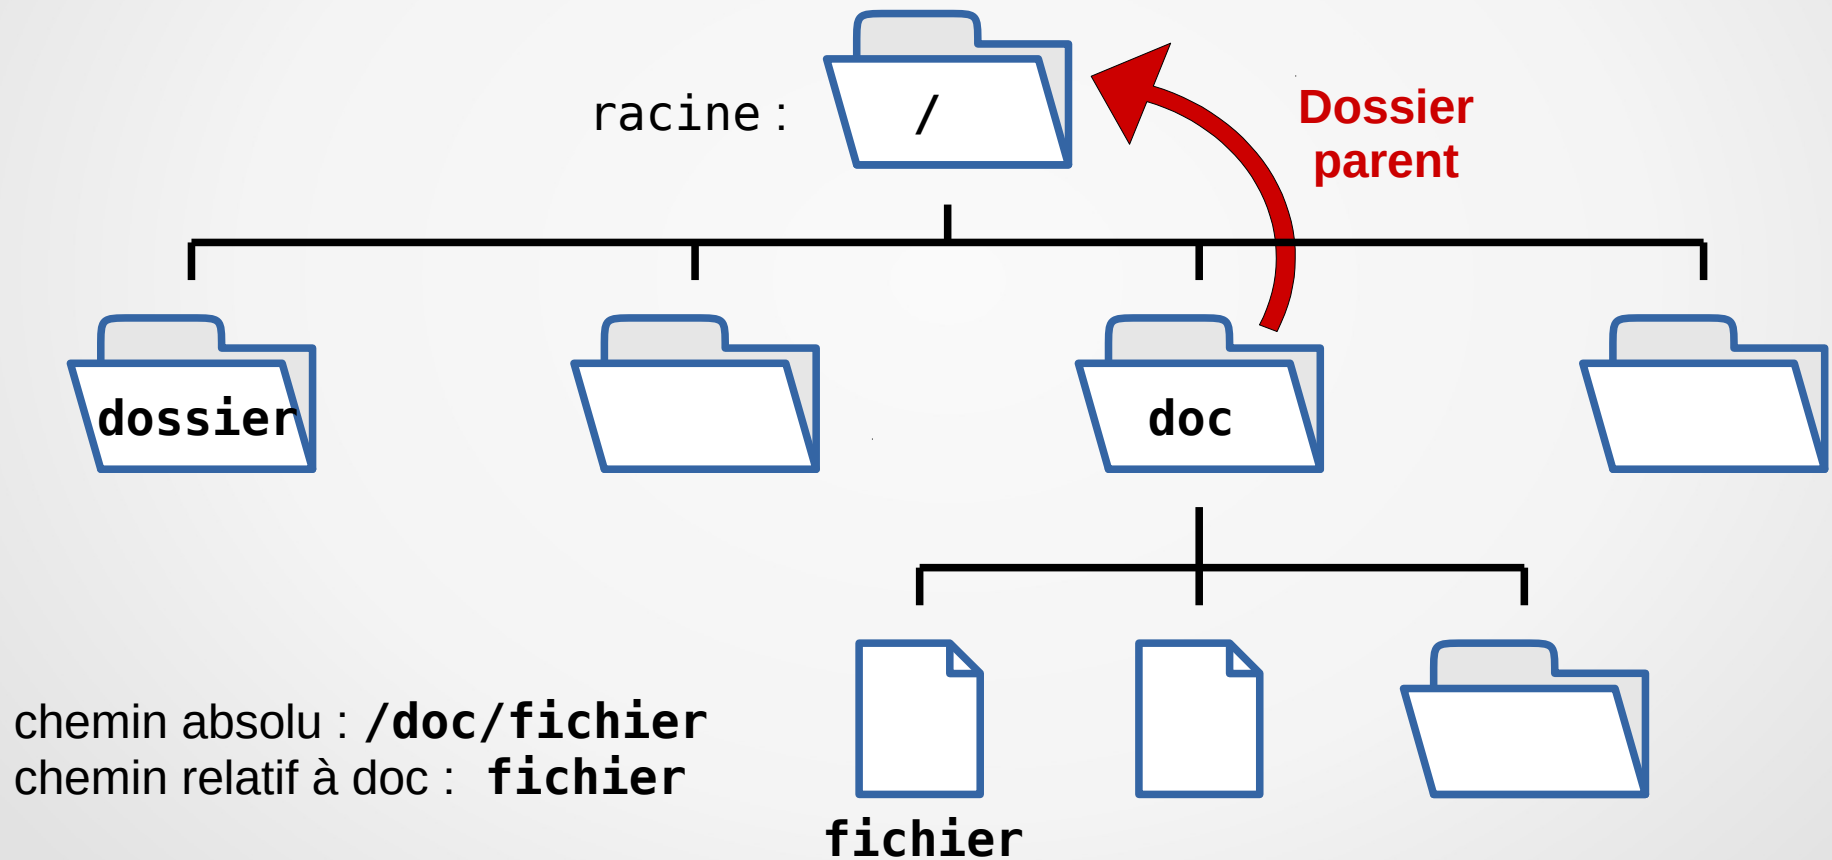 racine :
/
Dossier
parent
dossier
doc
chemin absolu : /doc/fichier
chemin relatif à doc : fichier
fichier